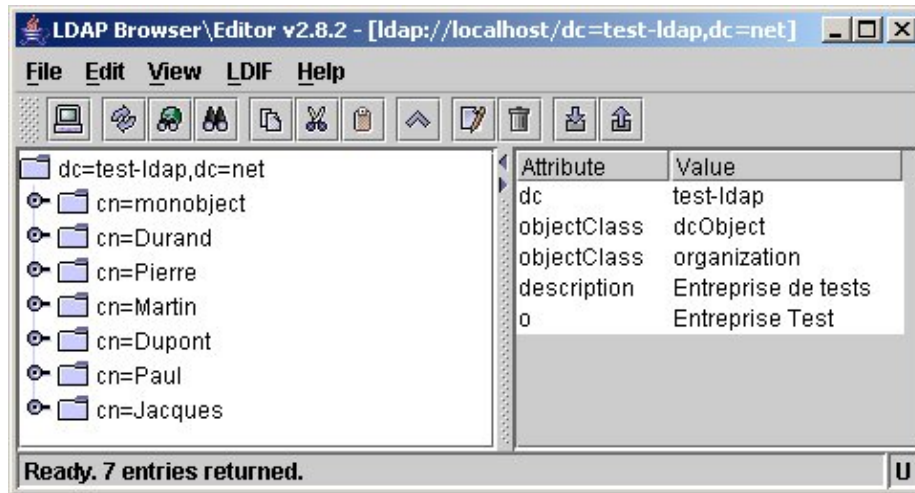 LDAP Browser\Editor v2.8.2 - [ldap://localhost/dc=test-ldap,dc=net]
File Edit View LDIF Help
dc=test-ldap,dc=net
cn=monobject
cn=Durand
cn=Pierre
cn=Martin
cn=Dupont
cn=Paul
cn=Jacques
Attribute Value
dc test-ldap
objectClass dcObject
objectClass organization
description Entreprise de tests
o Entreprise Test
Ready. 7 entries returned.
U